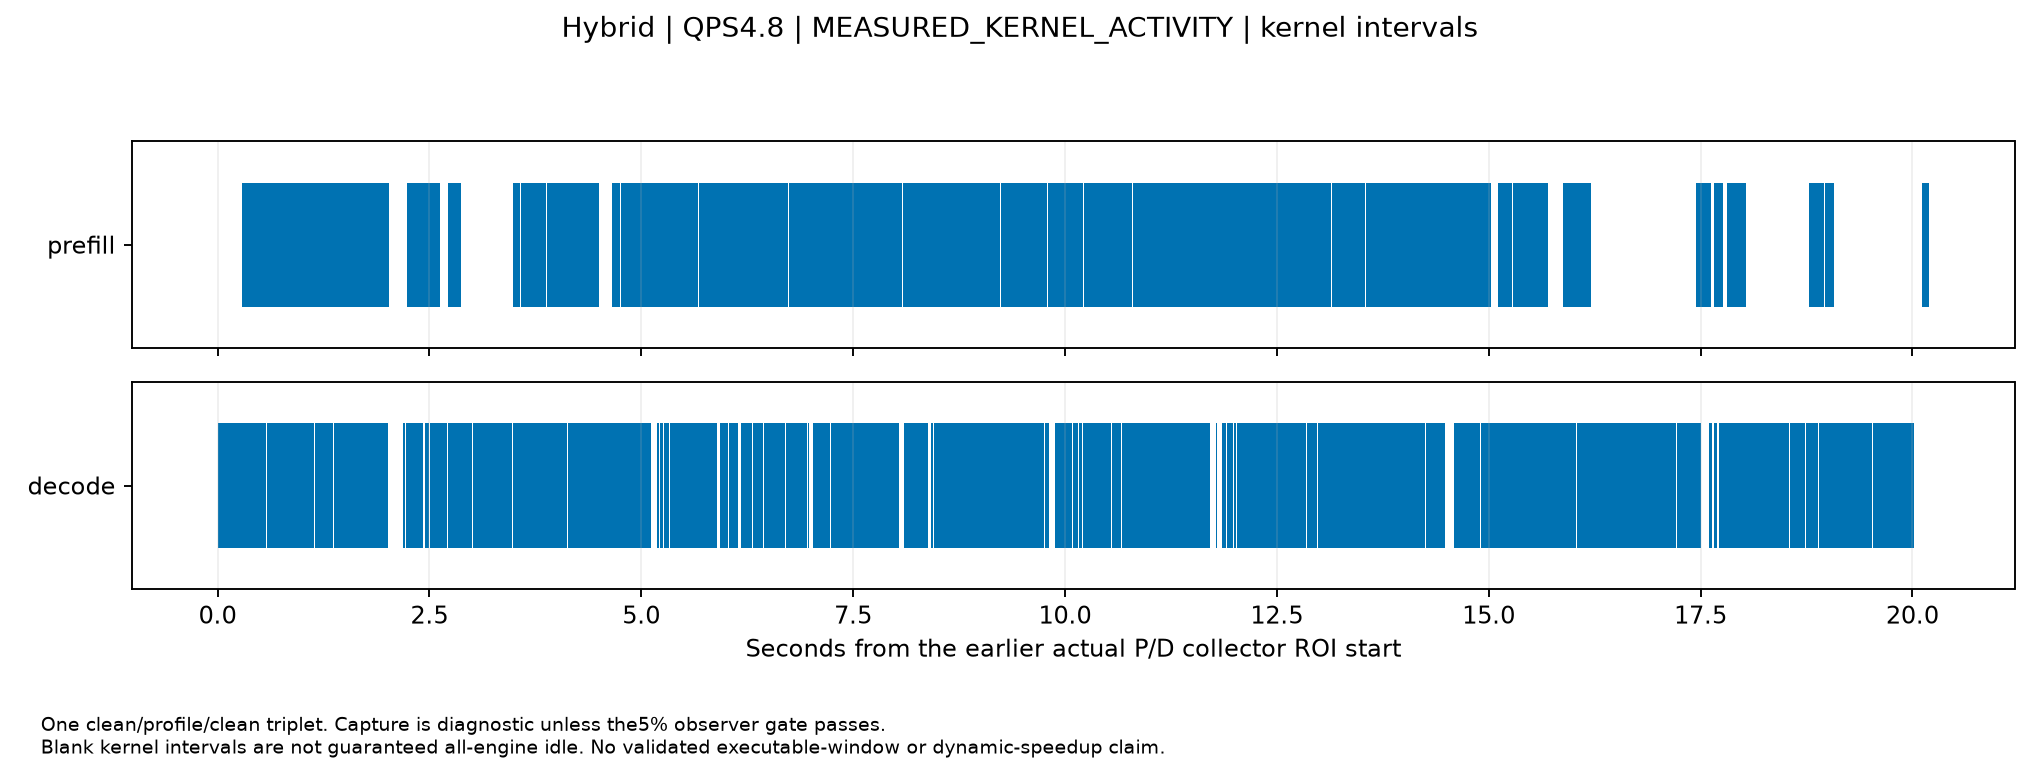 Hybrid | QPS4.8 | MEASURED_KERNEL_ACTIVITY | kernel intervals
prefill
decode
0.0 2.5 5.0 7.5 10.0 12.5 15.0 17.5 20.0
Seconds from the earlier actual P/D collector ROI start
One clean/profile/clean triplet. Capture is diagnostic unless the5% observer gate passes.
Blank kernel intervals are not guaranteed all-engine idle. No validated executable-window or dynamic-speedup claim.